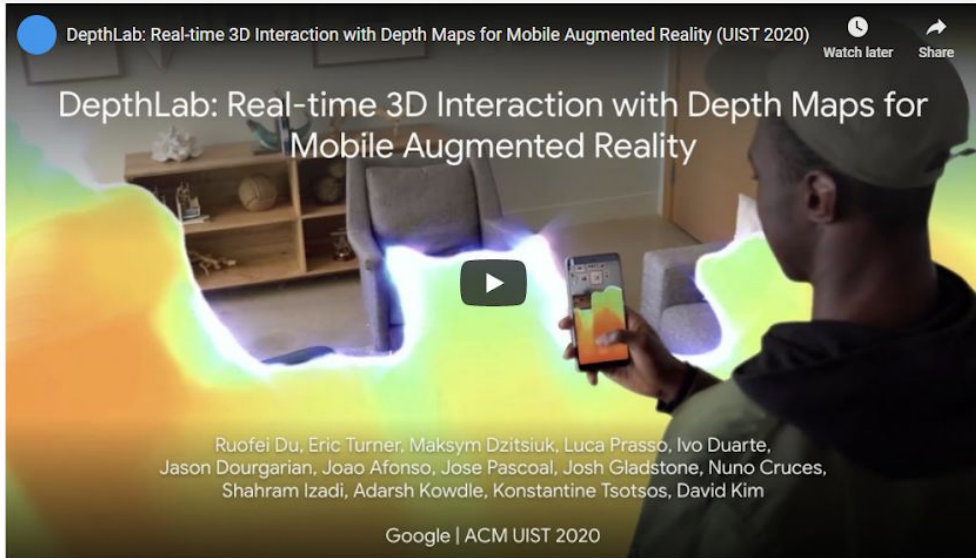 DepthLab: Real-time 3D Interaction with Depth Maps for Mobile Augmented Reality (UIST 2020)
Watch later
Share
DepthLab: Real-time 3D Interaction with Depth Maps for
Mobile Augmented Reality
Ruofei Du, Eric Turner, Maksym Dzitsiuk, Luca Prasso, Ivo Duarte,
Jason Dourgarian, Joao Afonso, Jose Pascoal, Josh Gladstone, Nuno Cruces,
Shahram Izadi, Adarsh Kowdle, Konstantine Tsotsos, David Kim
Google | ACM UIST 2020